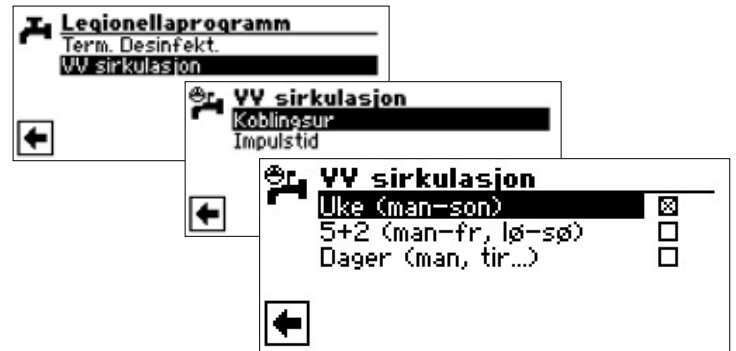 Legionellaprogramm
Term. Desinfekt.
VV sirkulasjon
VV sirkulasjon
Koblingsur
Impulstid
VV sirkulasjon
Uke (man-son)
5+2 (man-fr, lø-sø)
Dager (man, tir...)